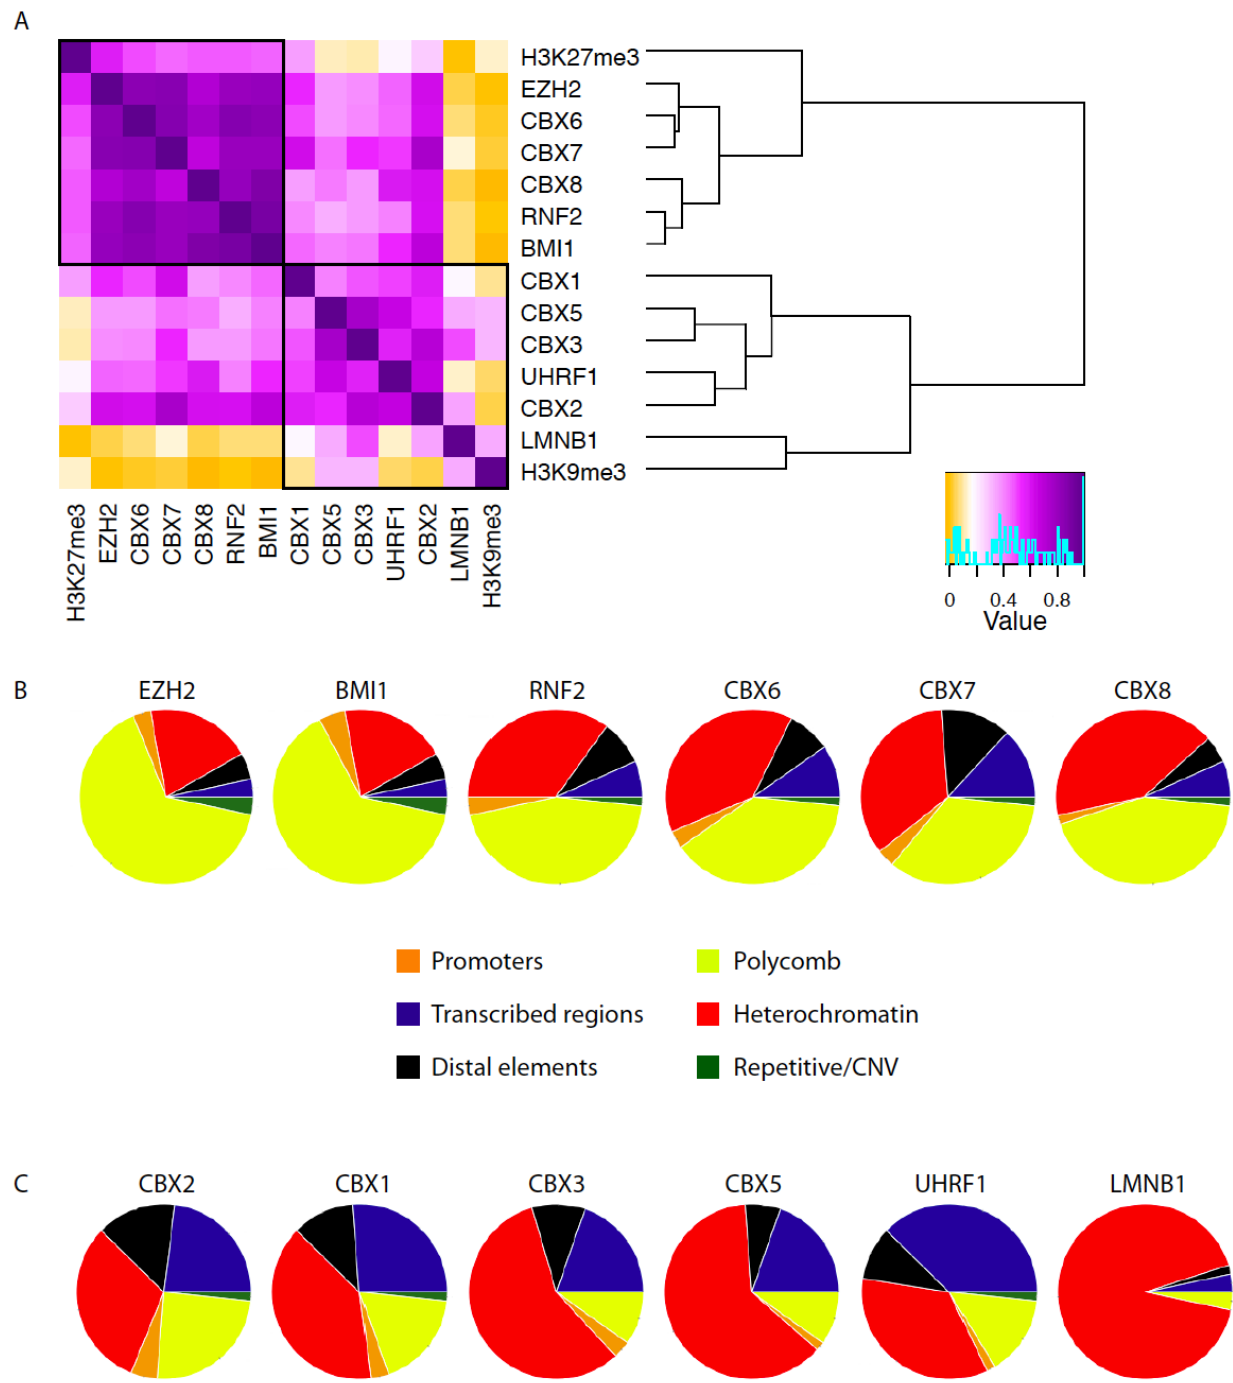 A
H3K27me3
EZH2
CBX6
CBX7
CBX8
RNF2
BMI1
CBX1
CBX5
CBX3
UHRF1
CBX2
LMNB1
H3K9me3
H3K27me3 EZH2 CBX6 CBX7 CBX8 RNF2 BMI1 CBX1 CBX5 CBX3 UHRF1 CBX2 LMNB1 H3K9me3
0 0.4 0.8
Value
B EZH2 BMI1 RNF2 CBX6 CBX7 CBX8
Promoters Polycomb
Transcribed regions Heterochromatin
Distal elements Repetitive/CNV
C CBX2 CBX1 CBX3 CBX5 UHRF1 LMNB1